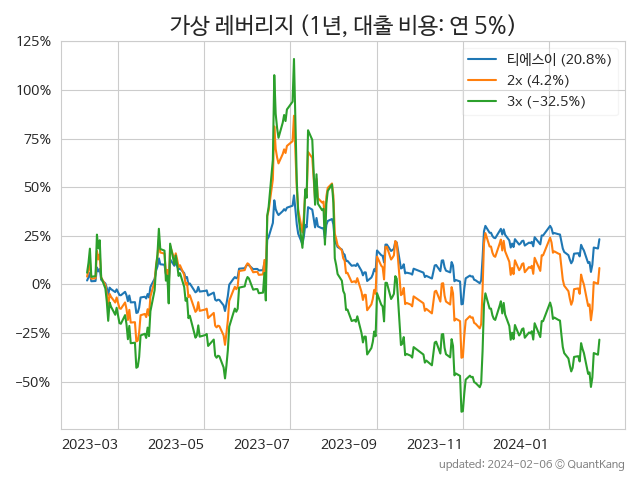 가상 레버리지 (1년, 대출 비용: 연 5%)
125%
100%
75%
50%
25%
0%
−25%
−50%
티에스이 (20.8%)
2x (4.2%)
3x (−32.5%)
2023-03
2023-05
2023-07
2023-09
2023-11
2024-01
updated: 2024-02-06 © QuantKang